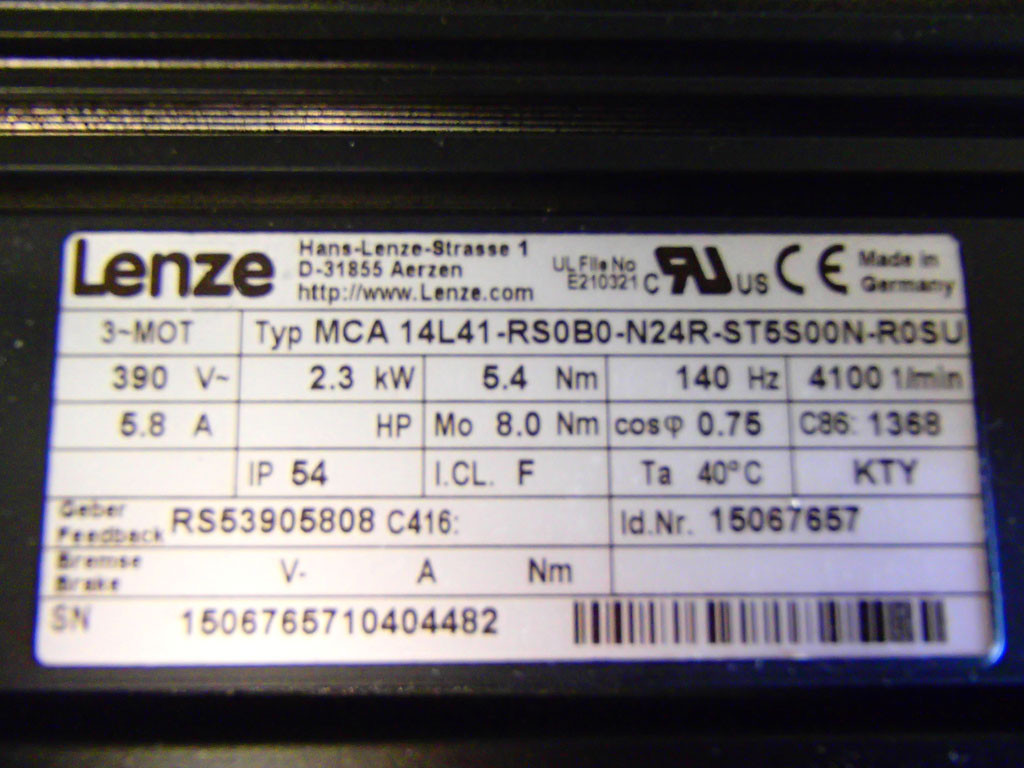 Lenze
Hans-Lenze-Strasse 1
D-31855 Aerzen
http://www.Lenze.com
UL File No
E210321
C RU US CE
Made in
Germany
3~MOT Typ MCA 14L41-RS0B0-N24R-ST5S00N-R0SU
390 V~ 2.3 kW 5.4 Nm 140 Hz 4100 1/min
5.8 A HP Mo 8.0 Nm cosφ 0.75 C86: 1368
IP 54 I.CL. F Ta 40°C KTY
Geber
Feedback RS53905808 C416: Id.Nr. 15067657
Bremse
Brake V- A Nm
SN 1506765710404482